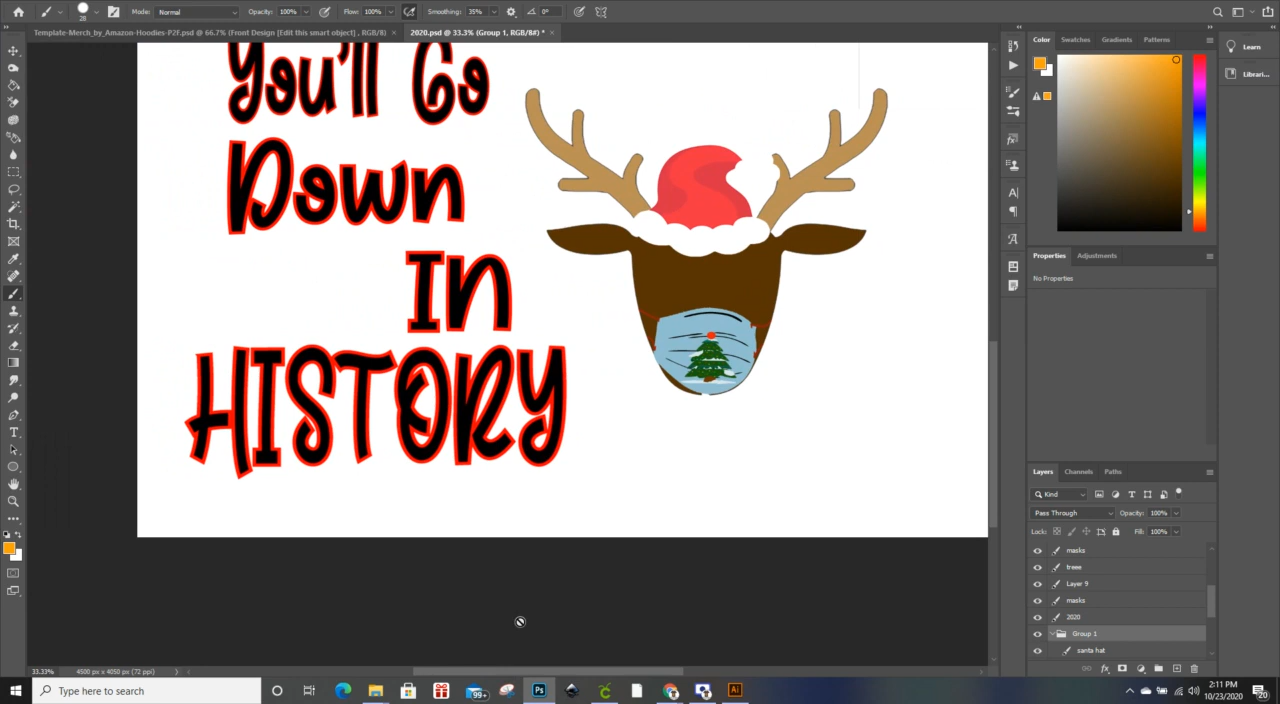 Mode: Normal Opacity: 100% Flow: 100% Smoothing: 35% 0°
28
Template-Merch_by_Amazon-Hoodies-P2F.psd @ 66.7% (Front Design [Edit this smart object] , RGB/8) ×
2020.psd @ 33.3% (Group 1, RGB/8#) * ×
You'll Go
Down
In
HISTORY
Color Swatches Gradients Patterns
Learn
Librari...
Properties Adjustments
No Properties
Layers Channels Paths
Kind
Pass Through Opacity: 100%
Lock: Fill: 100%
masks
treee
Layer 9
masks
2020
Group 1
santa hat
33.33% 4500 px x 4050 px (72 ppi)
Type here to search
99+
Ps
Ai
2:11 PM
10/23/2020
20